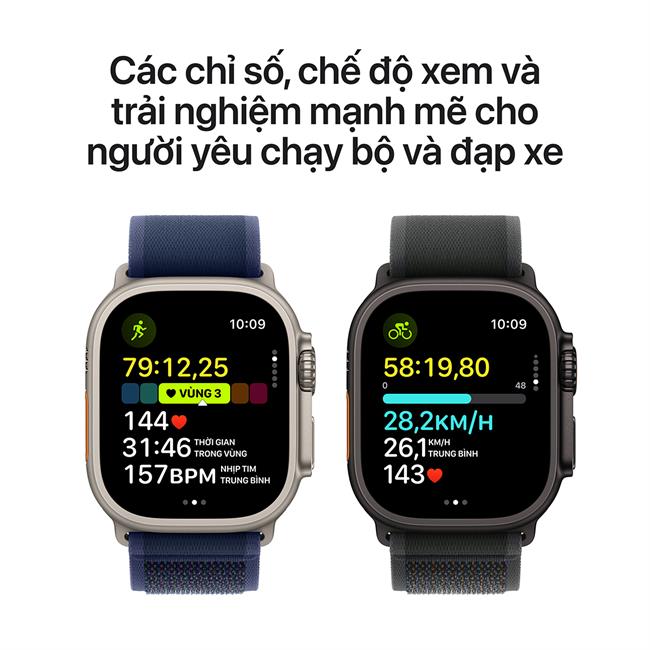 Các chỉ số, chế độ xem và
trải nghiệm mạnh mẽ cho
người yêu chạy bộ và đạp xe
10:09
79:12,25
VÙNG 3
144
31:46 THỜI GIAN
TRONG VÙNG
157BPM NHỊP TIM
TRUNG BÌNH
10:09
58:19,80
0 48
28,2KM/H
26,1 KM/H
TRUNG BÌNH
143